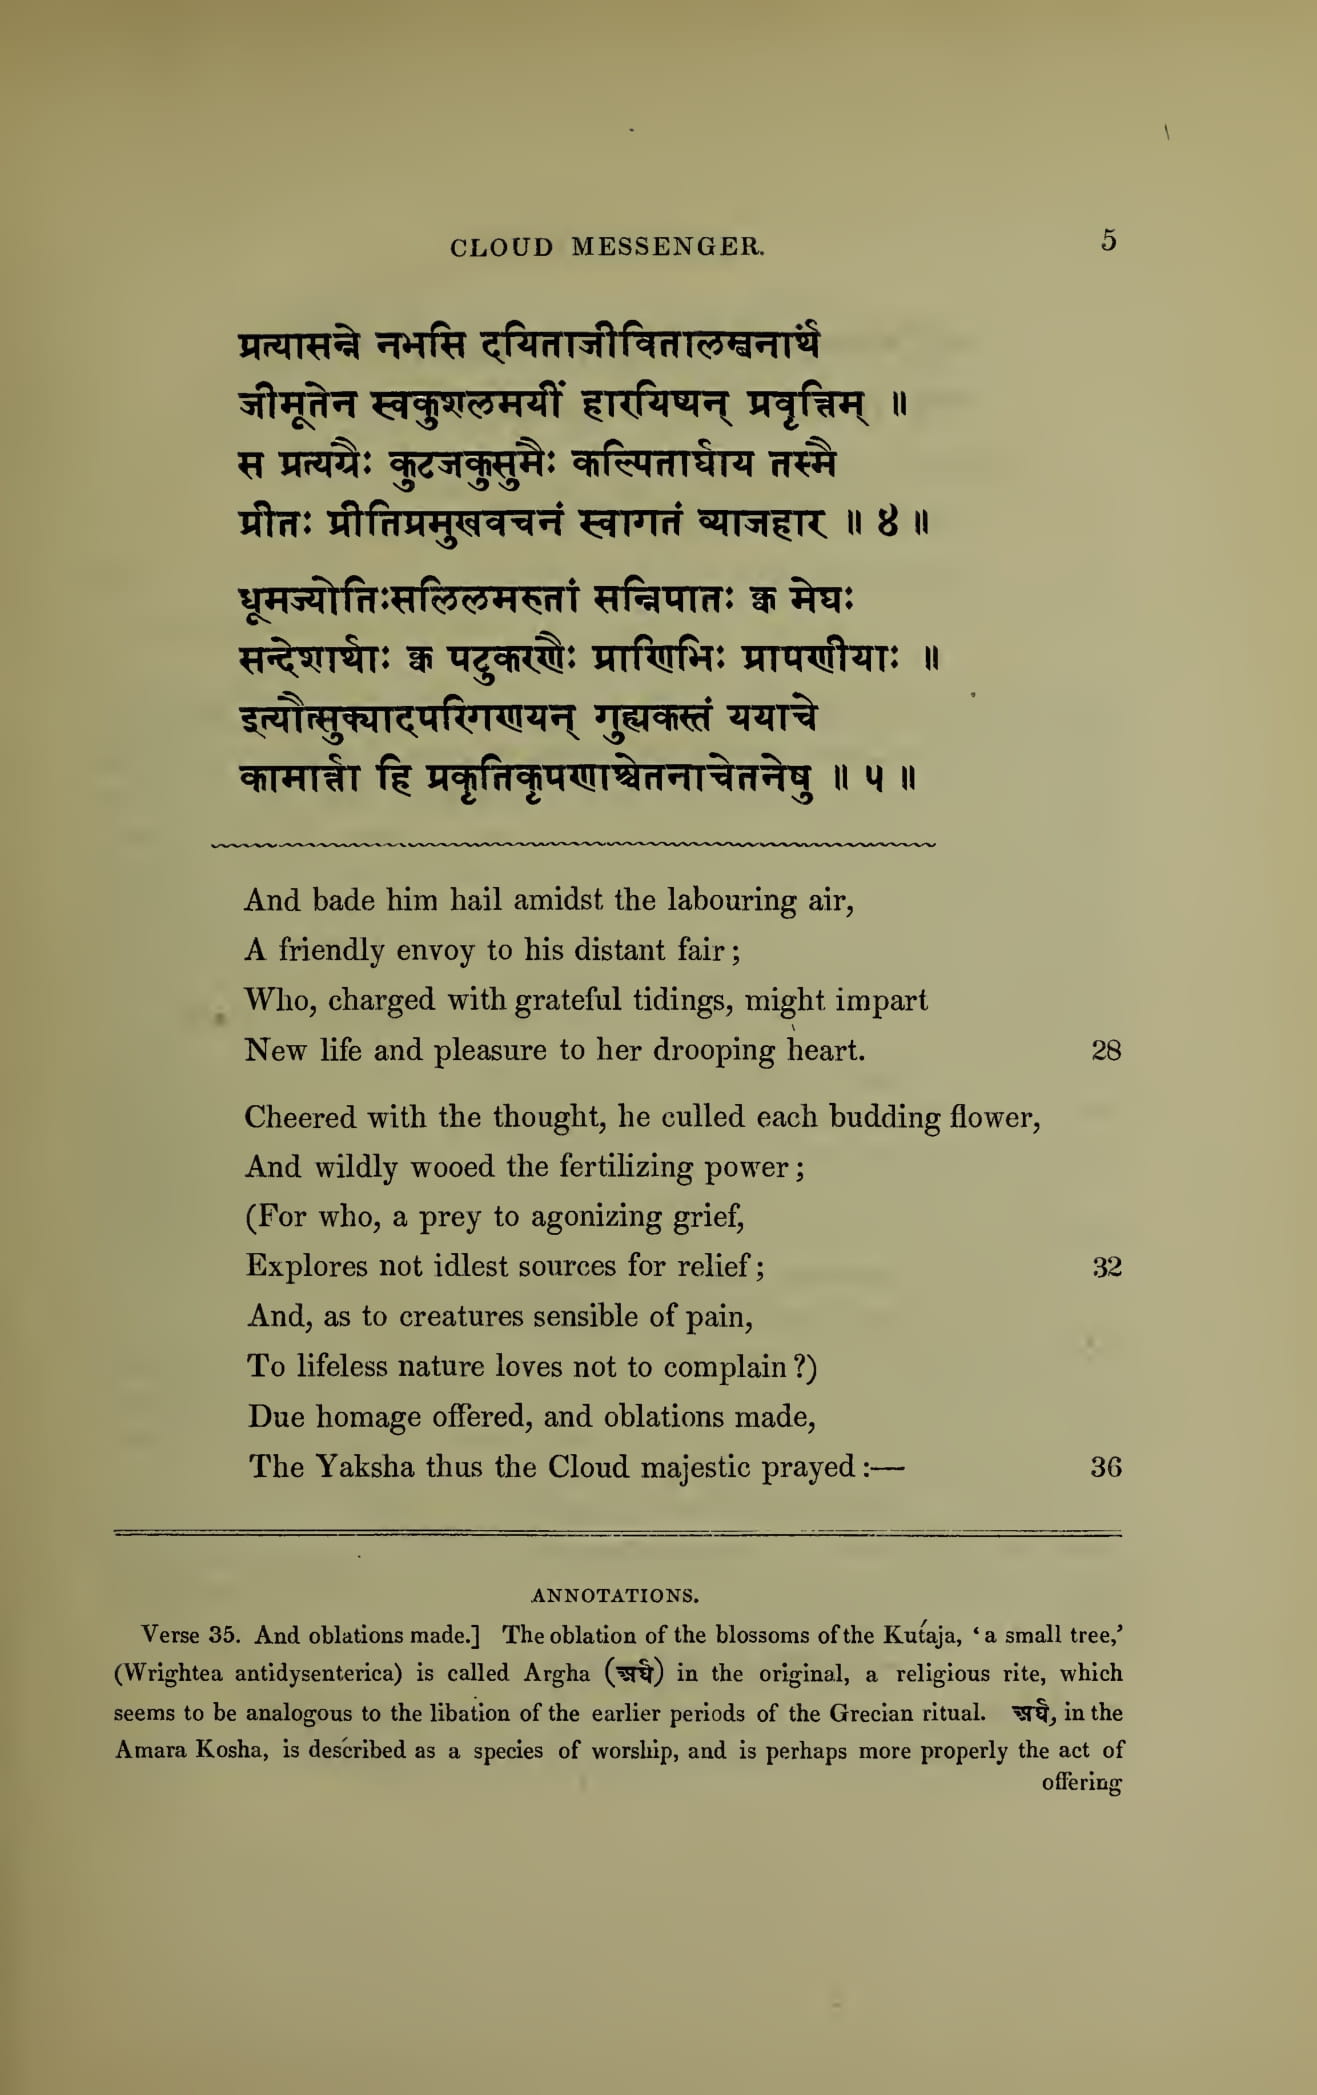 CLOUD MESSENGER.
5
प्रत्यासन्ने नभसि दयिताजीवितालम्बनार्थं
जीमूतेन स्वकुशलमयीं हारयिष्यन् प्रवृत्तिम् ॥
स प्रत्यग्रैः कुटजकुसुमैः कल्पितार्घाय तस्मै
प्रीतः प्रीतिप्रमुखवचनं स्वागतं व्याजहार ॥ ४ ॥
धूमज्योतिःसलिलमरुतां सन्निपातः क्व मेघः
सन्देशार्थाः क्व पटुकरणैः प्राणिभिः प्रापणीयाः ॥
इत्यौत्सुक्यादपरिगणयन् गुह्यकस्तं ययाचे
कामार्त्ता हि प्रकृतिकृपणाश्चेतनाचेतनेषु ॥ ५ ॥
And bade him hail amidst the labouring air,
A friendly envoy to his distant fair;
Who, charged with grateful tidings, might impart
New life and pleasure to her drooping heart. 28
Cheered with the thought, he culled each budding flower,
And wildly wooed the fertilizing power;
(For who, a prey to agonizing grief,
Explores not idlest sources for relief; 32
And, as to creatures sensible of pain,
To lifeless nature loves not to complain?)
Due homage offered, and oblations made,
The Yaksha thus the Cloud majestic prayed:— 36
ANNOTATIONS.
Verse 35. And oblations made.] The oblation of the blossoms of the Kut́aja, ‘a small tree,’
(Wrightea antidysenterica) is called Argha (अर्घ) in the original, a religious rite, which
seems to be analogous to the libation of the earlier periods of the Grecian ritual. अर्घ, in the
Amara Kosha, is described as a species of worship, and is perhaps more properly the act of
offering